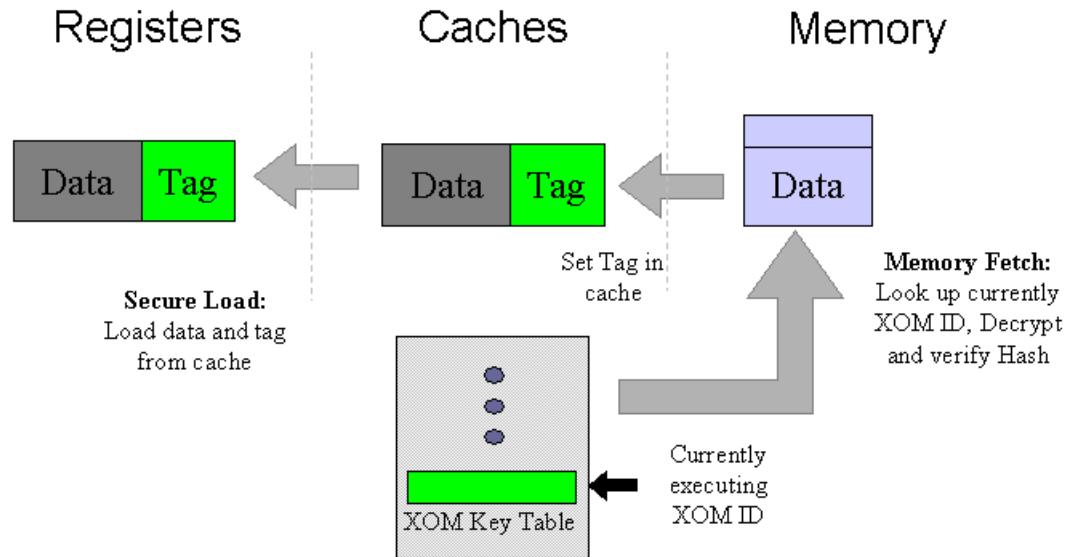 Registers
Caches
Memory
Data
Tag
Data
Tag
Data
Set Tag in
cache
Secure Load:
Load data and tag
from cache
Memory Fetch:
Look up currently
XOM ID, Decrypt
and verify Hash
Currently
executing
XOM ID
XOM Key Table